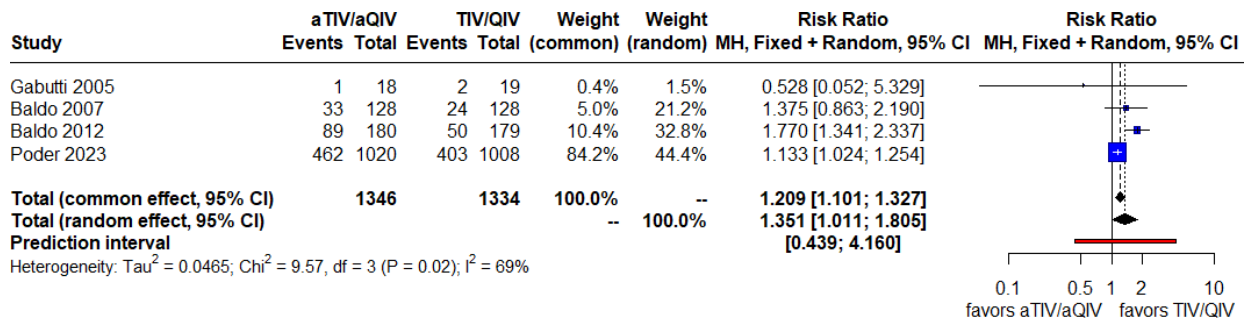 aTIV/aQIV TIV/QIV Weight Weight Risk Ratio Risk Ratio
Study Events Total Events Total (common) (random) MH, Fixed + Random, 95% CI MH, Fixed + Random, 95% CI
Gabutti 2005 1 18 2 19 0.4% 1.5% 0.528 [0.052; 5.329]
Baldo 2007 33 128 24 128 5.0% 21.2% 1.375 [0.863; 2.190]
Baldo 2012 89 180 50 179 10.4% 32.8% 1.770 [1.341; 2.337]
Poder 2023 462 1020 403 1008 84.2% 44.4% 1.133 [1.024; 1.254]
Total (common effect, 95% CI) 1346 1334 100.0% -- 1.209 [1.101; 1.327]
Total (random effect, 95% CI) -- 100.0% 1.351 [1.011; 1.805]
Prediction interval [0.439; 4.160]
Heterogeneity: Tau² = 0.0465; Chi² = 9.57, df = 3 (P = 0.02); I² = 69%
0.1 0.5 1 2 10
favors aTIV/aQIV favors TIV/QIV